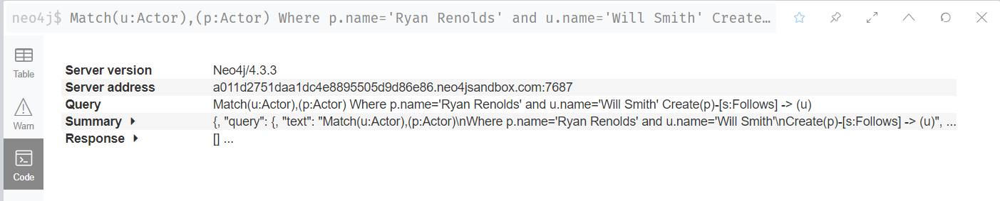 neo4j$ Match(u:Actor),(p:Actor) Where p.name='Ryan Renolds' and u.name='Will Smith' Create…
Table
Warn
Code
Server version Neo4j/4.3.3
Server address a011d2751daa1dc4e8895505d9d86e86.neo4jsandbox.com:7687
Query Match(u:Actor),(p:Actor) Where p.name='Ryan Renolds' and u.name='Will Smith' Create(p)-[s:Follows] -> (u)
Summary {, "query": {, "text": "Match(u:Actor),(p:Actor)\nWhere p.name='Ryan Renolds' and u.name='Will Smith'\nCreate(p)-[s:Follows] -> (u)", ...
Response [] ...